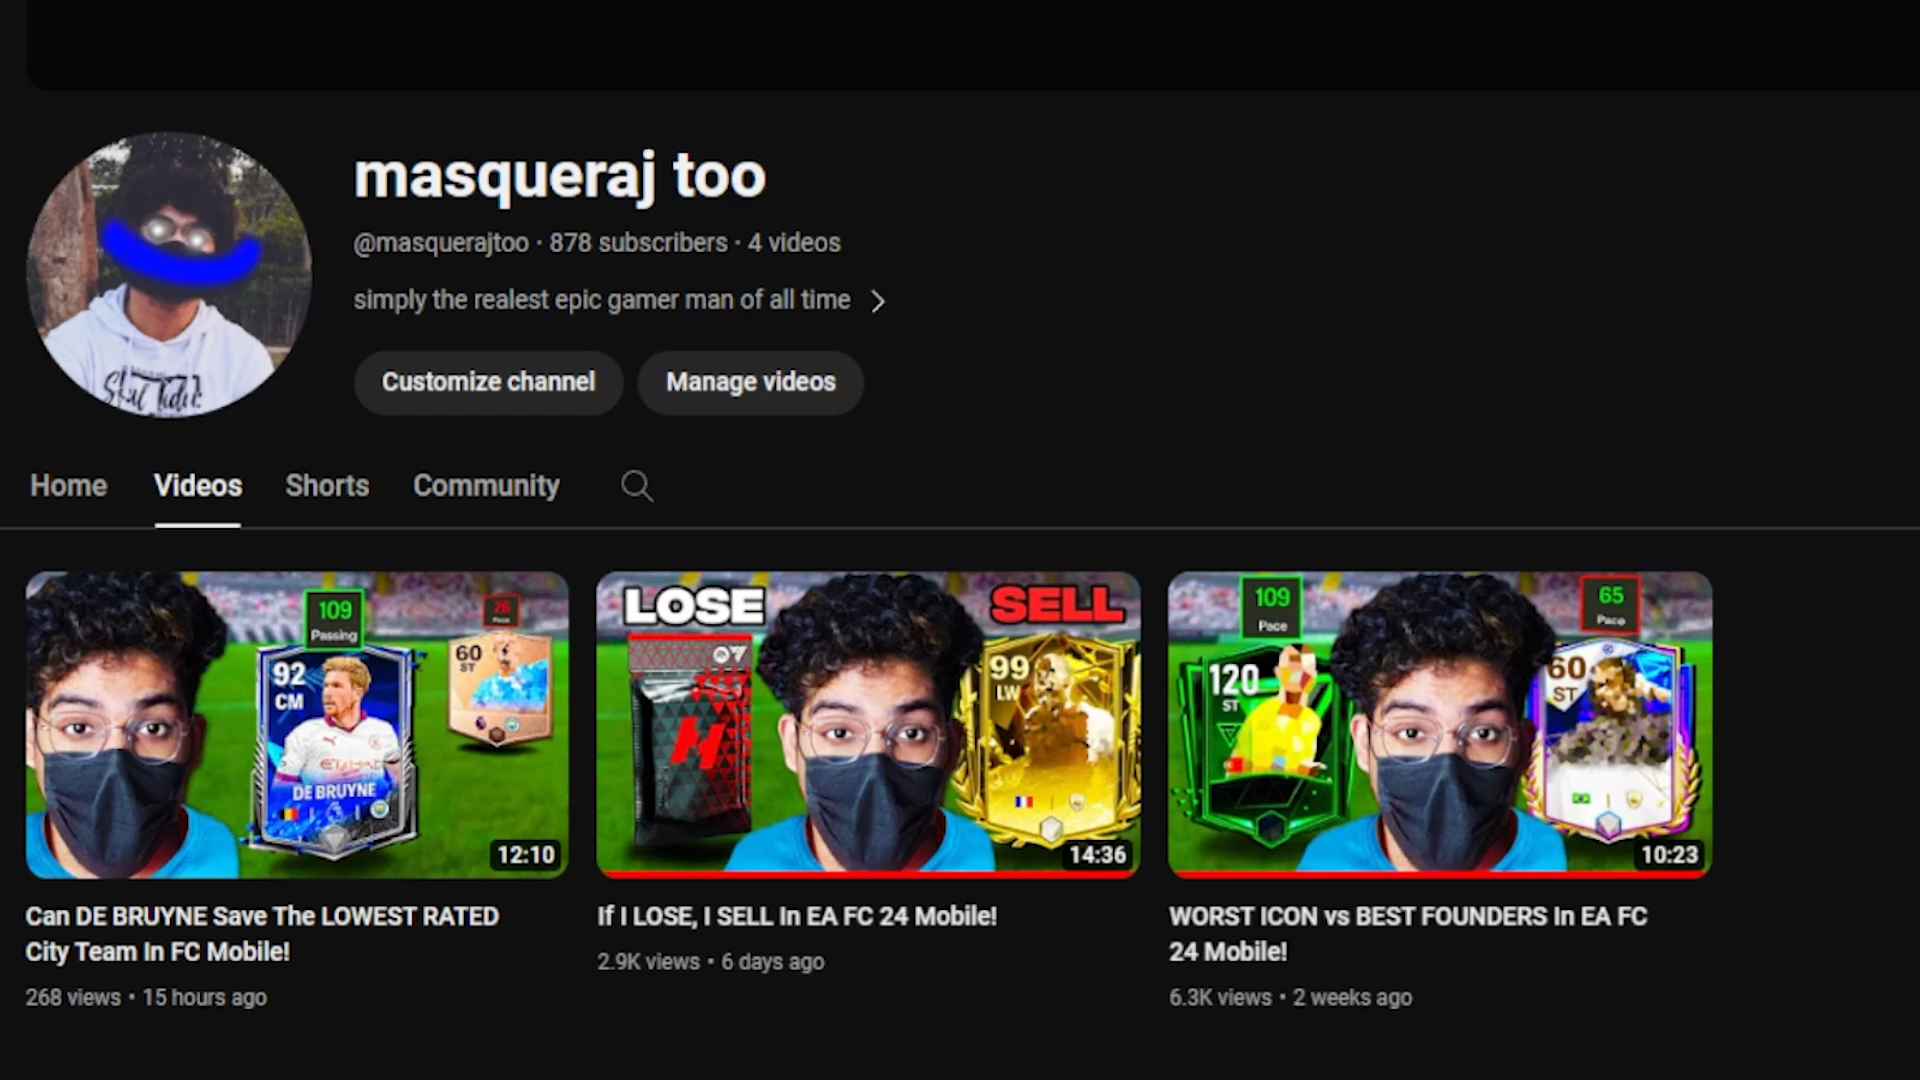 masqueraj too
@masquerajtoo · 878 subscribers · 4 videos
simply the realest epic gamer man of all time
Customize channel
Manage videos
Home
Videos
Shorts
Community
109
Passing
92
CM
DE BRUYNE
60
ST
12:10
LOSE
SELL
99
LW
14:36
109
Pace
120
ST
65
Pace
60
ST
10:23
Can DE BRUYNE Save The LOWEST RATED
City Team In FC Mobile!
268 views · 15 hours ago
If I LOSE, I SELL In EA FC 24 Mobile!
2.9K views · 6 days ago
WORST ICON vs BEST FOUNDERS In EA FC
24 Mobile!
6.3K views · 2 weeks ago